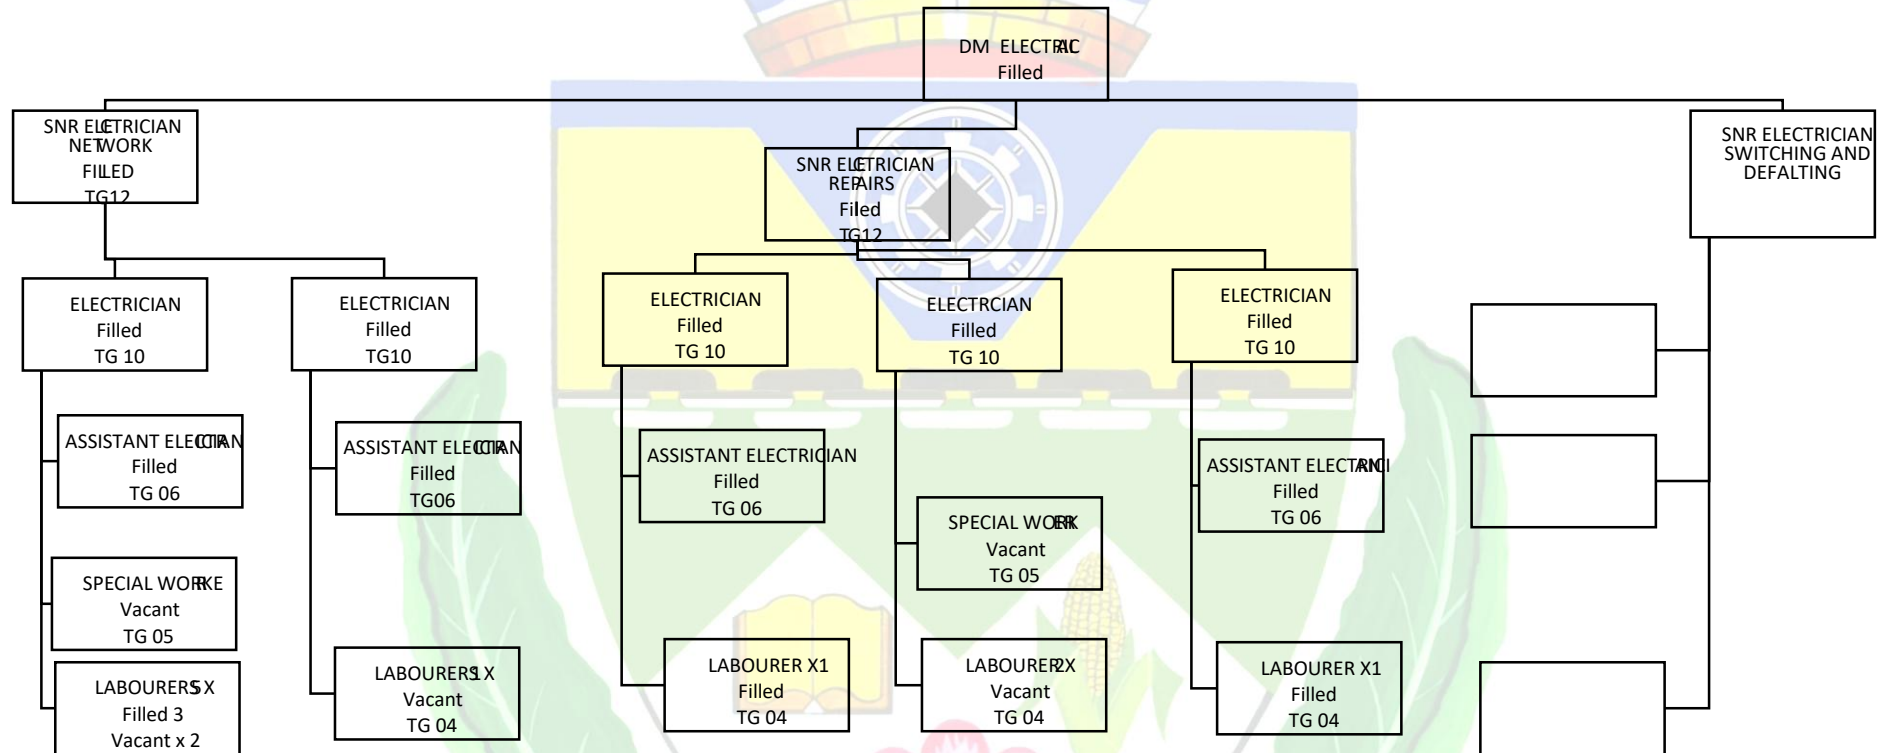 DM ELECTRICAL
Filled
SNR ELECTRICIAN
NETWORK
FILLED
TG12
SNR ELECTRICIAN
REPAIRS
Filled
TG12
SNR ELECTRICIAN
SWITCHING AND
DEFALTING
ELECTRICIAN
Filled
TG 10
ELECTRICIAN
Filled
TG10
ELECTRICIAN
Filled
TG 10
ELECTRCIAN
Filled
TG 10
ELECTRICIAN
Filled
TG 10
ASSISTANT ELECTRICIAN
Filled
TG 06
ASSISTANT ELECTRICIAN
Filled
TG06
ASSISTANT ELECTRICIAN
Filled
TG 06
SPECIAL WORKER
Vacant
TG 05
ASSISTANT ELECTRICIAN
Filled
TG 06
SPECIAL WORKER
Vacant
TG 05
LABOURERS X5
Filled 3
Vacant x 2
LABOURERS X1
Vacant
TG 04
LABOURER X1
Filled
TG 04
LABOURER X2
Vacant
TG 04
LABOURER X1
Filled
TG 04